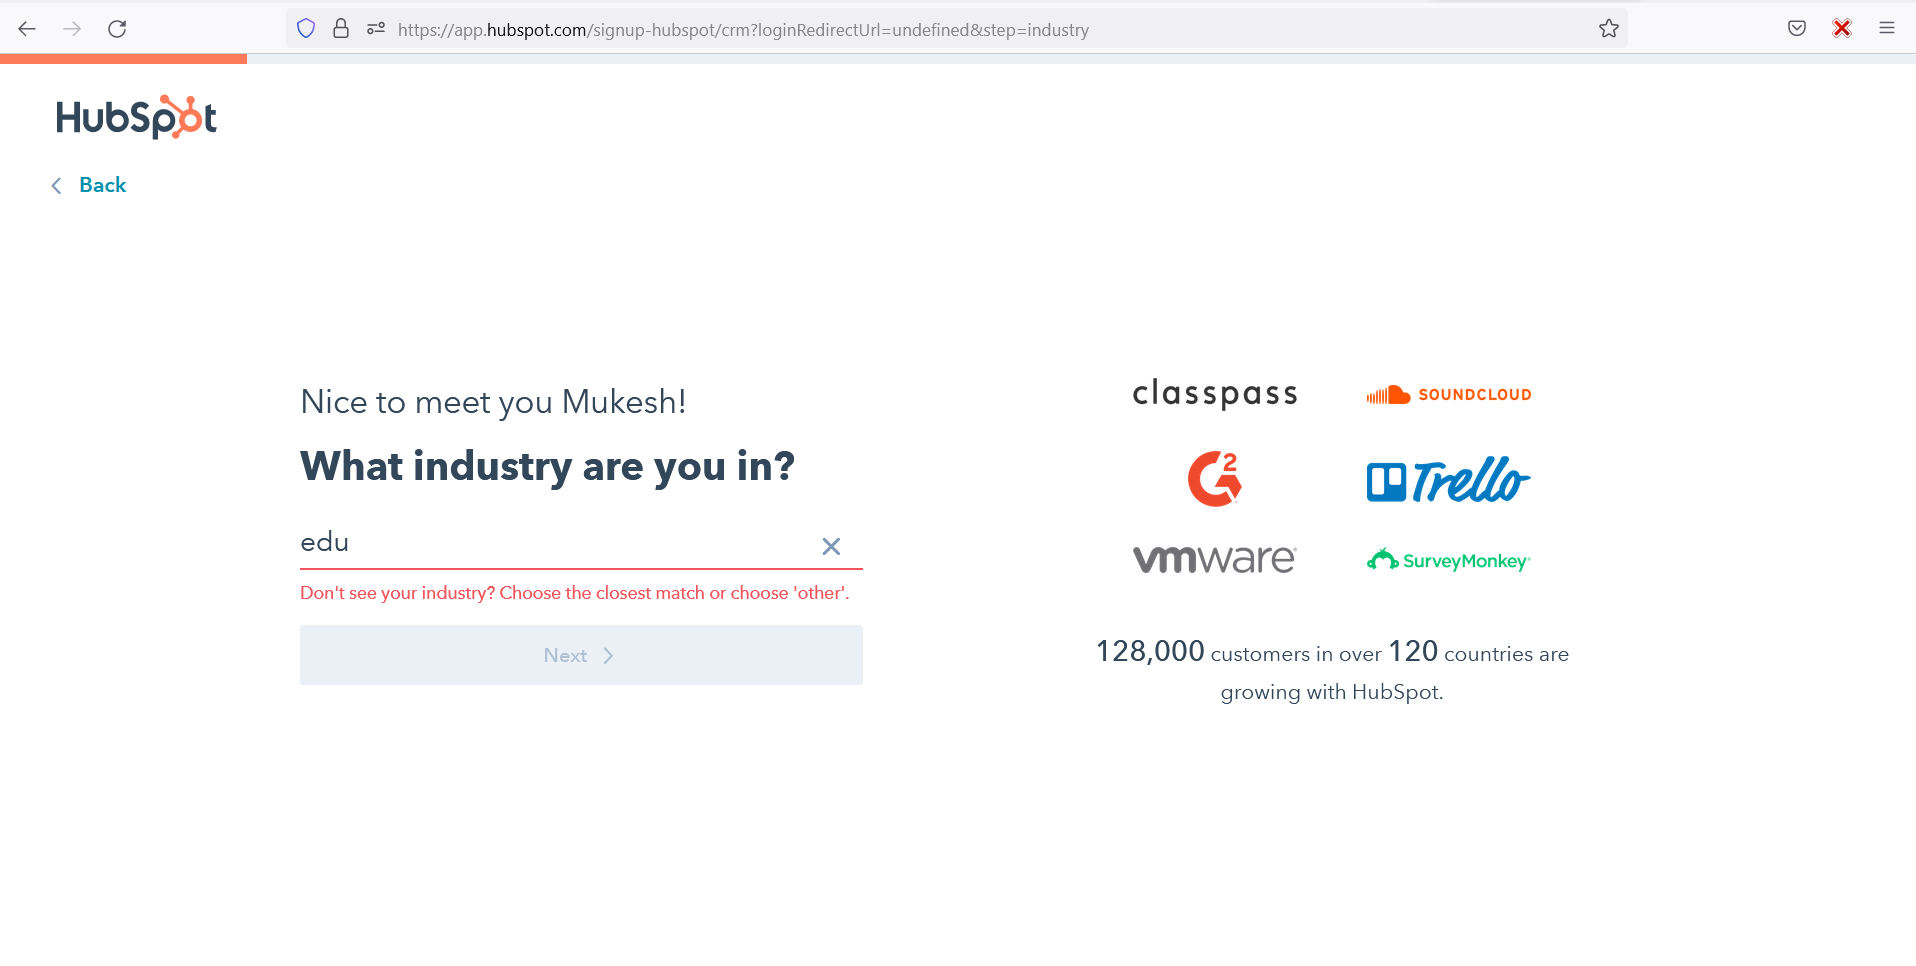 https://app.hubspot.com/signup-hubspot/crm?loginRedirectUrl=undefined&step=industry
HubSpot
Back
Nice to meet you Mukesh!
What industry are you in?
edu
Don't see your industry? Choose the closest match or choose 'other'.
Next
classpass
SOUNDCLOUD
G2
Trello
vmware
SurveyMonkey
128,000 customers in over 120 countries are
growing with HubSpot.